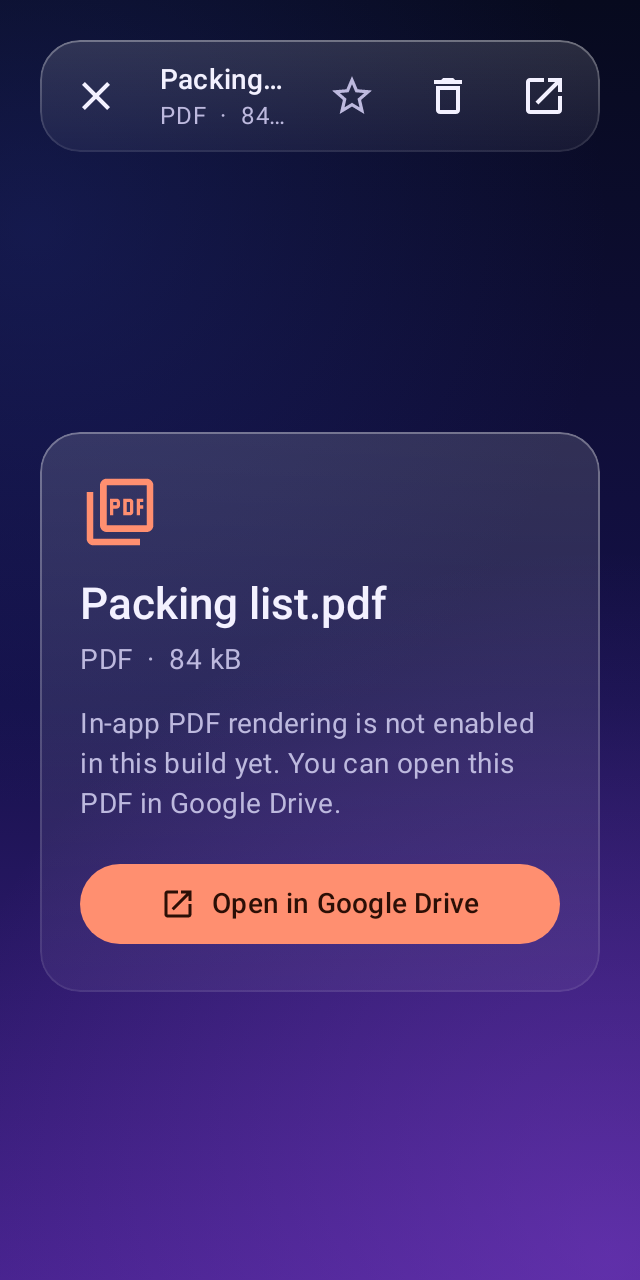 Packing…
PDF · 84…
PDF
Packing list.pdf
PDF · 84 kB
In-app PDF rendering is not enabled
in this build yet. You can open this
PDF in Google Drive.
Open in Google Drive